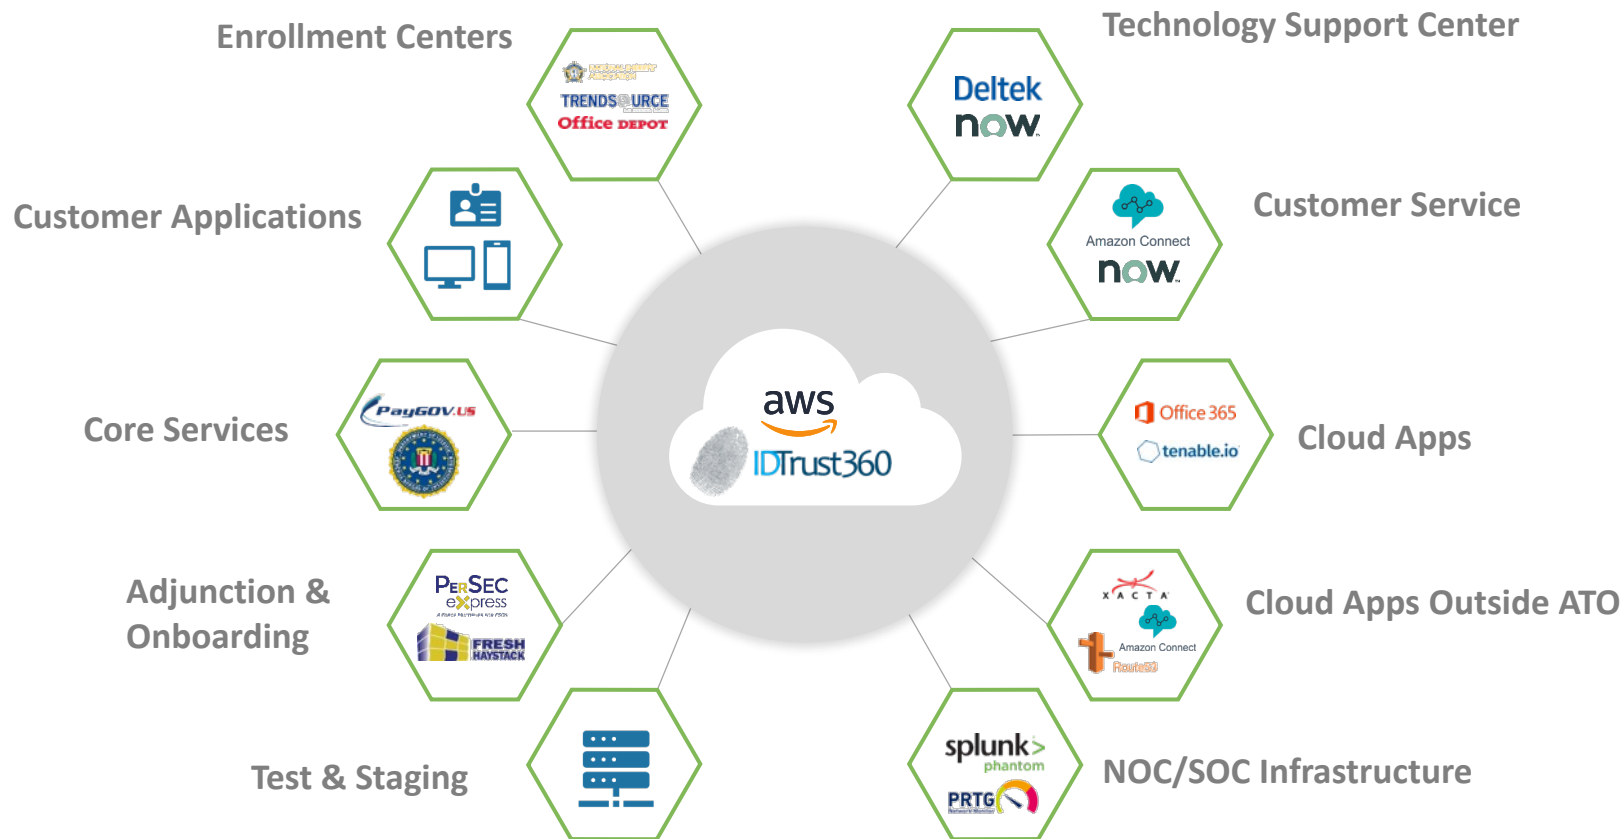 Enrollment Centers
TRENDSOURCE
Office DEPOT
Technology Support Center
Deltek
now
Customer Applications
Customer Service
Amazon Connect
now
Core Services
PayGOV.US
aws
IDTrust360
Cloud Apps
Office 365
tenable.io
Adjunction &
Onboarding
PERSEC
eXpress
FRESH
HAYSTACK
Cloud Apps Outside ATO
XACTA
Amazon Connect
Route53
Test & Staging
NOC/SOC Infrastructure
splunk>
phantom
PRTG